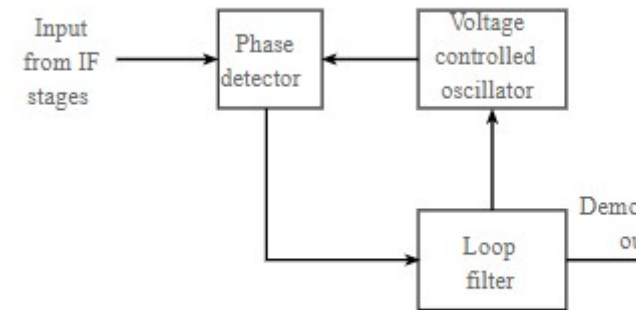 Input
from IF
stages
Phase
detector
Voltage
controlled
oscillator
Loop
filter